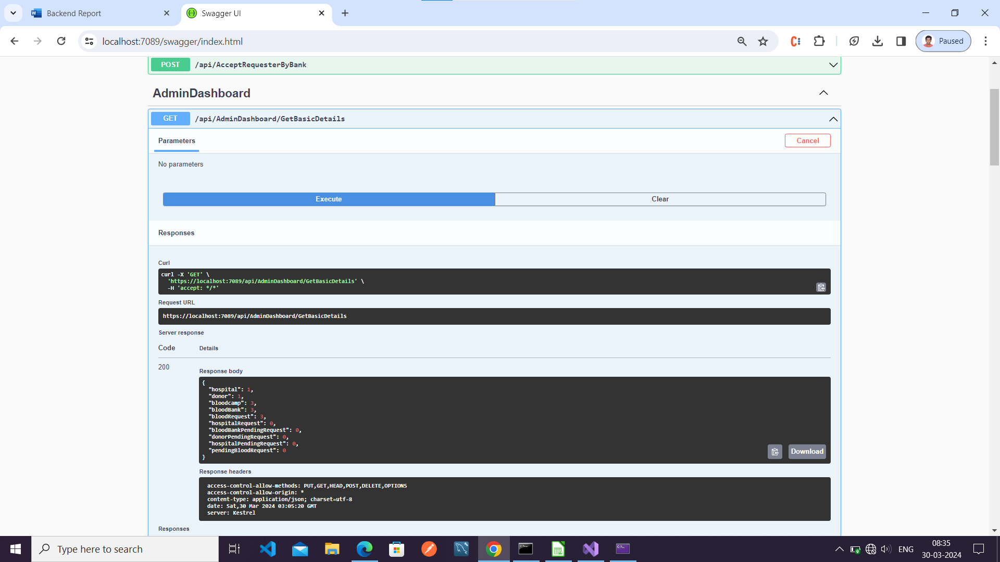 Backend Report
Swagger UI
localhost:7089/swagger/index.html
Paused
POST /api/AcceptRequesterByBank
AdminDashboard
GET /api/AdminDashboard/GetBasicDetails
Parameters
Cancel
No parameters
Execute
Clear
Responses
Curl
curl -X 'GET' \
'https://localhost:7089/api/AdminDashboard/GetBasicDetails' \
-H 'accept: */*'
Request URL
https://localhost:7089/api/AdminDashboard/GetBasicDetails
Server response
Code Details
200
Response body
{
"hospital": 1,
"donor": 1,
"bloodcamp": 3,
"bloodBank": 3,
"bloodRequest": 3,
"hospitalRequest": 0,
"bloodBankPendingRequest": 0,
"donorPendingRequest": 0,
"hospitalPendingRequest": 0,
"pendingBloodRequest": 0
}
Download
Response headers
access-control-allow-methods: PUT,GET,HEAD,POST,DELETE,OPTIONS
access-control-allow-origin: *
content-type: application/json; charset=utf-8
date: Sat,30 Mar 2024 03:05:20 GMT
server: Kestrel
Responses
Type here to search
ENG
08:35
30-03-2024